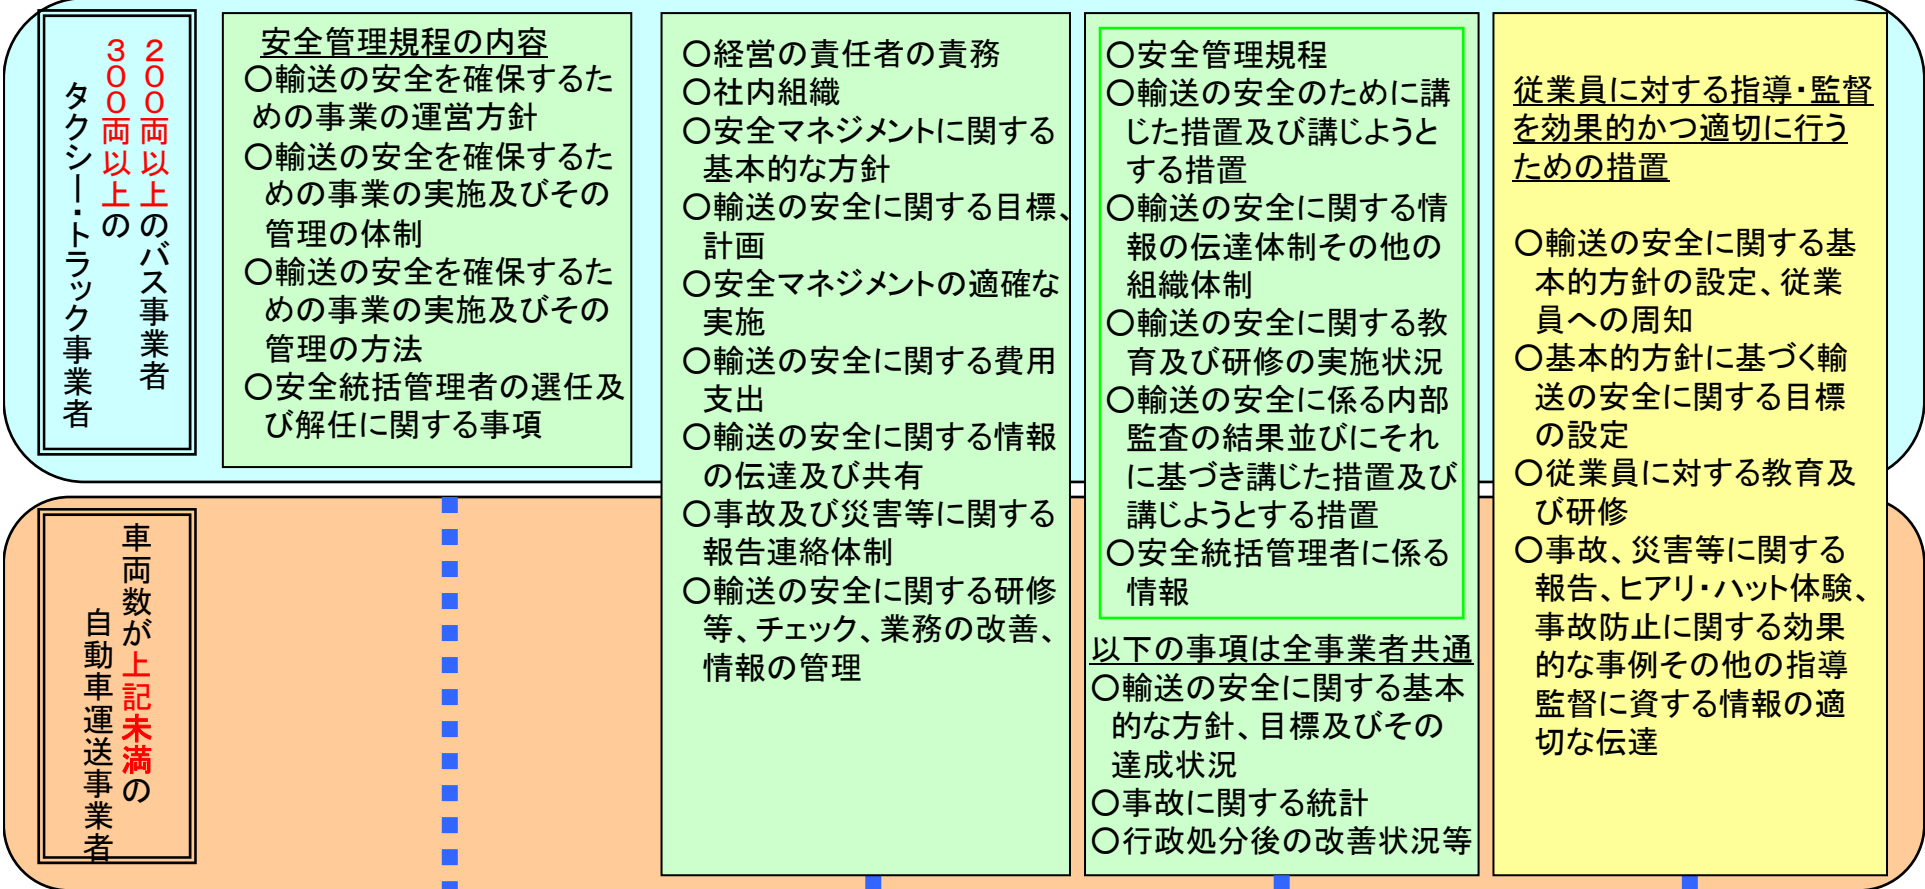 ２００両以上のバス事業者
３００両以上の
タクシー・トラック事業者
安全管理規程の内容
〇輸送の安全を確保するた
めの事業の運営方針
〇輸送の安全を確保するた
めの事業の実施及びその
管理の体制
〇輸送の安全を確保するた
めの事業の実施及びその
管理の方法
〇安全統括管理者の選任及
び解任に関する事項
〇経営の責任者の責務
〇社内組織
〇安全マネジメントに関する
基本的な方針
〇輸送の安全に関する目標、
計画
〇安全マネジメントの適確な
実施
〇輸送の安全に関する費用
支出
〇輸送の安全に関する情報
の伝達及び共有
〇事故及び災害等に関する
報告連絡体制
〇輸送の安全に関する研修
等、チェック、業務の改善、
情報の管理
〇安全管理規程
〇輸送の安全のために講
じた措置及び講じようと
する措置
〇輸送の安全に関する情
報の伝達体制その他の
組織体制
〇輸送の安全に関する教
育及び研修の実施状況
〇輸送の安全に係る内部
監査の結果並びにそれ
に基づき講じた措置及び
講じようとする措置
〇安全統括管理者に係る
情報
以下の事項は全事業者共通
〇輸送の安全に関する基本
的な方針、目標及びその
達成状況
〇事故に関する統計
〇行政処分後の改善状況等
従業員に対する指導・監督
を効果的かつ適切に行う
ための措置
〇輸送の安全に関する基
本的方針の設定、従業
員への周知
〇基本的方針に基づく輸
送の安全に関する目標
の設定
〇従業員に対する教育及
び研修
〇事故、災害等に関する
報告、ヒアリ・ハット体験、
事故防止に関する効果
的な事例その他の指導
監督に資する情報の適
切な伝達
車両数が上記未満の
自動車運送事業者